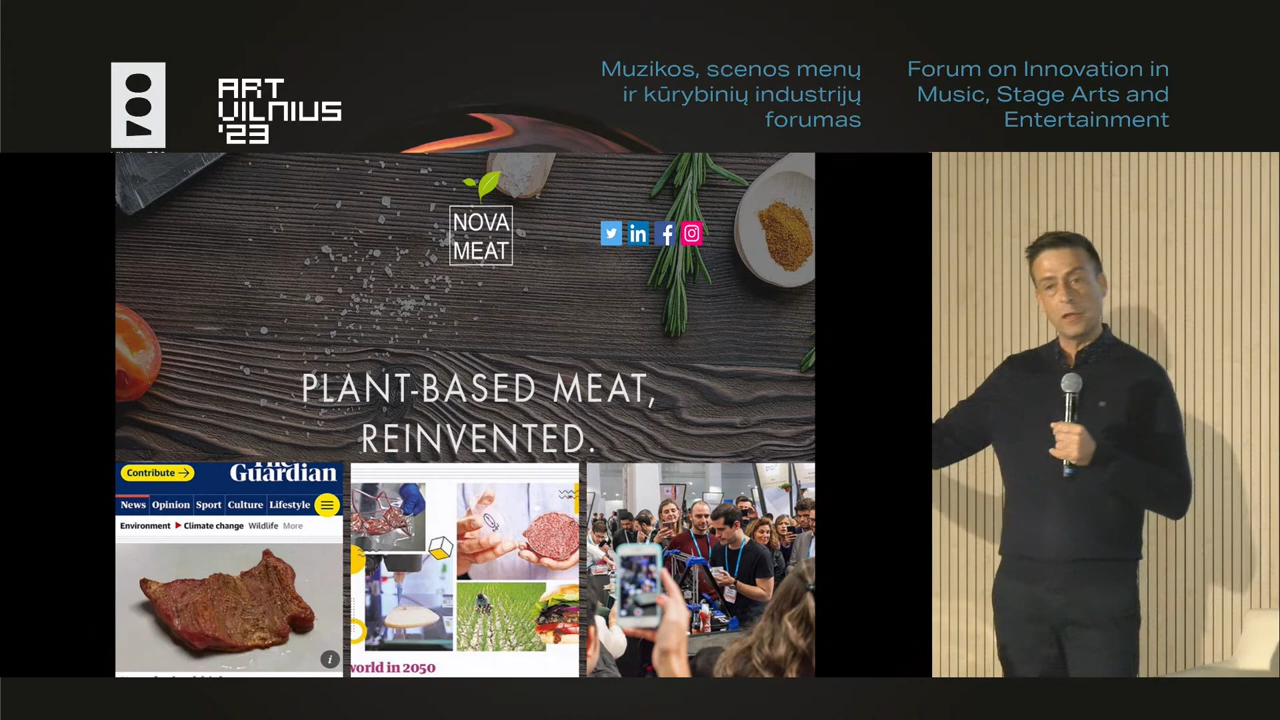 ART
VILNIUS
'23
Muzikos, scenos menų
ir kūrybinių industrijų
forumas
Forum on Innovation in
Music, Stage Arts and
Entertainment
NOVA
MEAT
PLANT-BASED MEAT,
REINVENTED.
Contribute →
The
Guardian
News Opinion Sport Culture Lifestyle
Environment Climate change Wildlife More
world in 2050